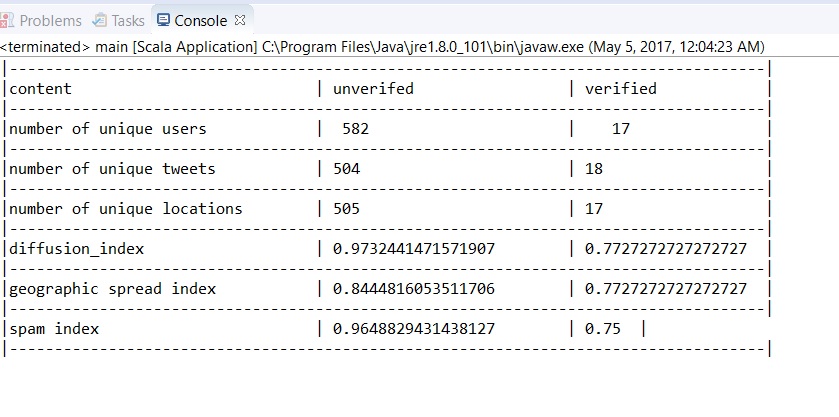 Problems Tasks Console
<terminated> main [Scala Application] C:\Program Files\Java\jre1.8.0_101\bin\javaw.exe (May 5, 2017, 12:04:23 AM)
|content | unverifed | verified |
|number of unique users | 582 | 17 |
|number of unique tweets | 504 | 18 |
|number of unique locations | 505 | 17 |
|diffusion_index | 0.9732441471571907 | 0.7727272727272727 |
|geographic spread index | 0.8444816053511706 | 0.7727272727272727 |
|spam index | 0.9648829431438127 | 0.75 |